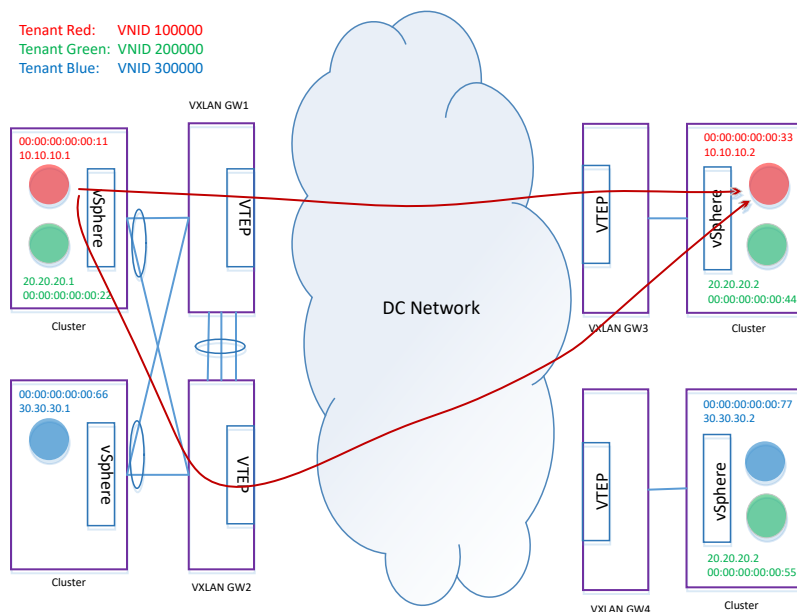 Tenant Red: VNID 100000
Tenant Green: VNID 200000
Tenant Blue: VNID 300000
VXLAN GW1
00:00:00:00:00:11
10.10.10.1
vSphere
VTEP
20.20.20.1
00:00:00:00:00:22
Cluster
DC Network
00:00:00:00:00:33
10.10.10.2
VTEP
vSphere
20.20.20.2
00:00:00:00:00:44
VXLAN GW3
Cluster
00:00:00:00:00:66
30.30.30.1
vSphere
VTEP
Cluster
VXLAN GW2
00:00:00:00:00:77
30.30.30.2
VTEP
vSphere
20.20.20.2
00:00:00:00:00:55
VXLAN GW4
Cluster